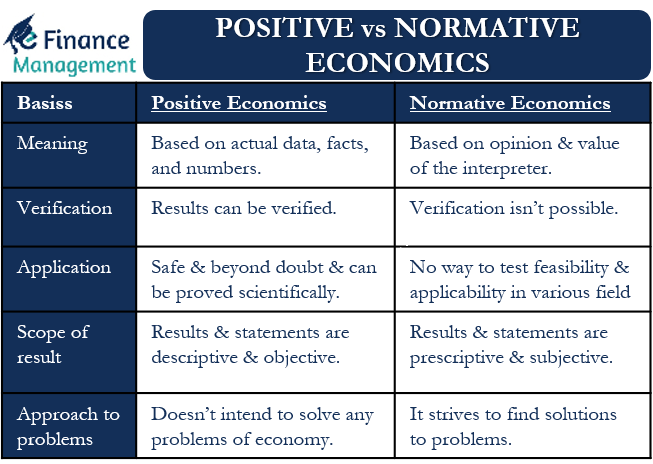 e Finance
Management
POSITIVE vs NORMATIVE
ECONOMICS
Basiss
Positive Economics
Normative Economics
Meaning
Based on actual data, facts,
and numbers.
Based on opinion & value
of the interpreter.
Verification
Results can be verified.
Verification isn't possible.
Application
Safe & beyond doubt & can
be proved scientifically.
No way to test feasibility &
applicability in various field
Scope of
result
Results & statements are
descriptive & objective.
Results & statements are
prescriptive & subjective.
Approach to
problems
Doesn't intend to solve any
problems of economy.
It strives to find solutions
to problems.